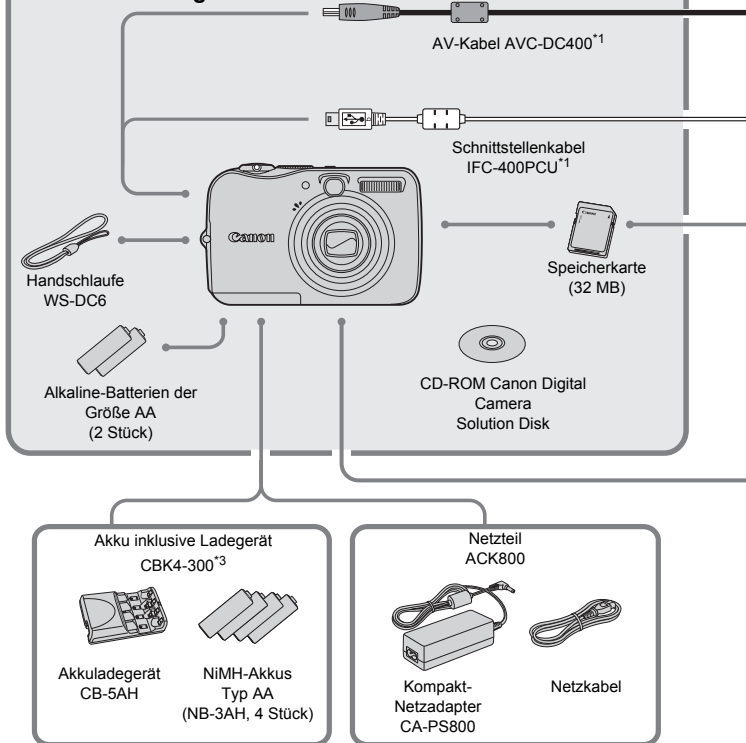 AV-Kabel AVC-DC400*1
Schnittstellenkabel
IFC-400PCU*1
Canon
Canon
Handschlaufe
WS-DC6
Speicherkarte
(32 MB)
Alkaline-Batterien der
Größe AA
(2 Stück)
CD-ROM Canon Digital
Camera
Solution Disk
Akku inklusive Ladegerät
CBK4-300*3
Akkuladegerät
CB-5AH
NiMH-Akkus
Typ AA
(NB-3AH, 4 Stück)
Netzteil
ACK800
Kompakt-
Netzadapter
CA-PS800
Netzkabel